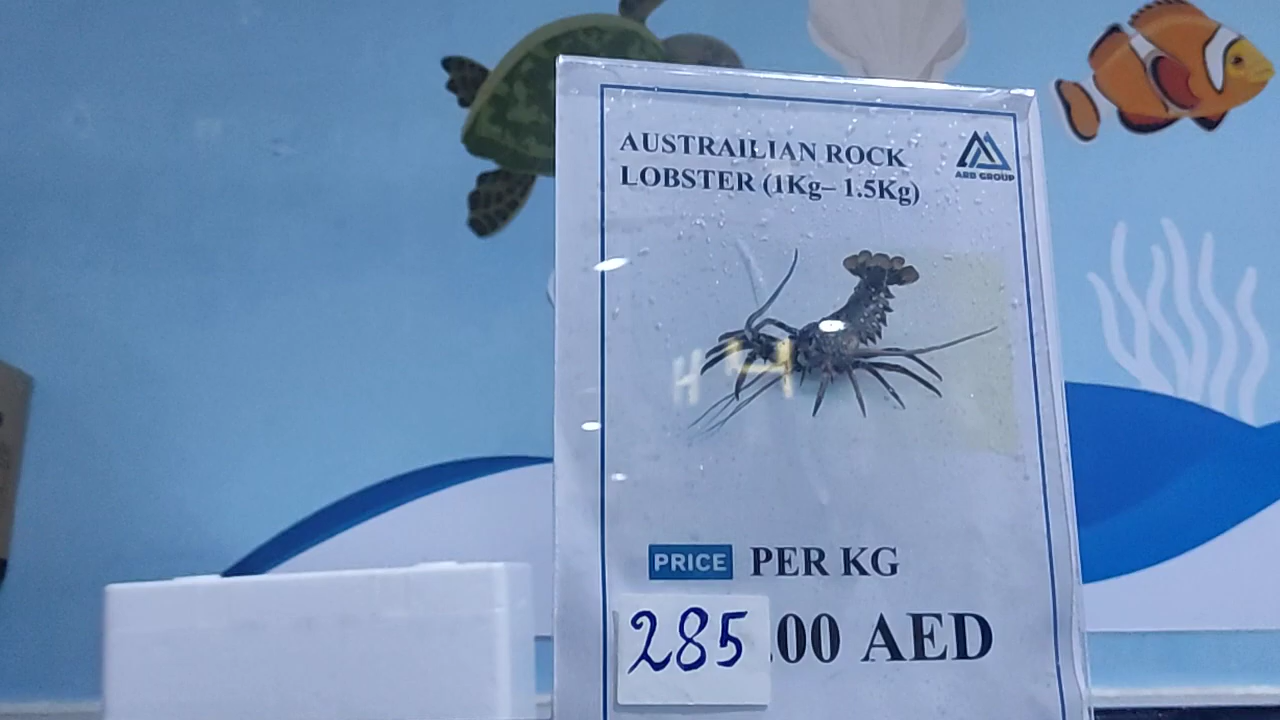 AUSTRAILIAN ROCK
LOBSTER (1Kg– 1.5Kg)
ARB GROUP
PRICE PER KG
285.00 AED